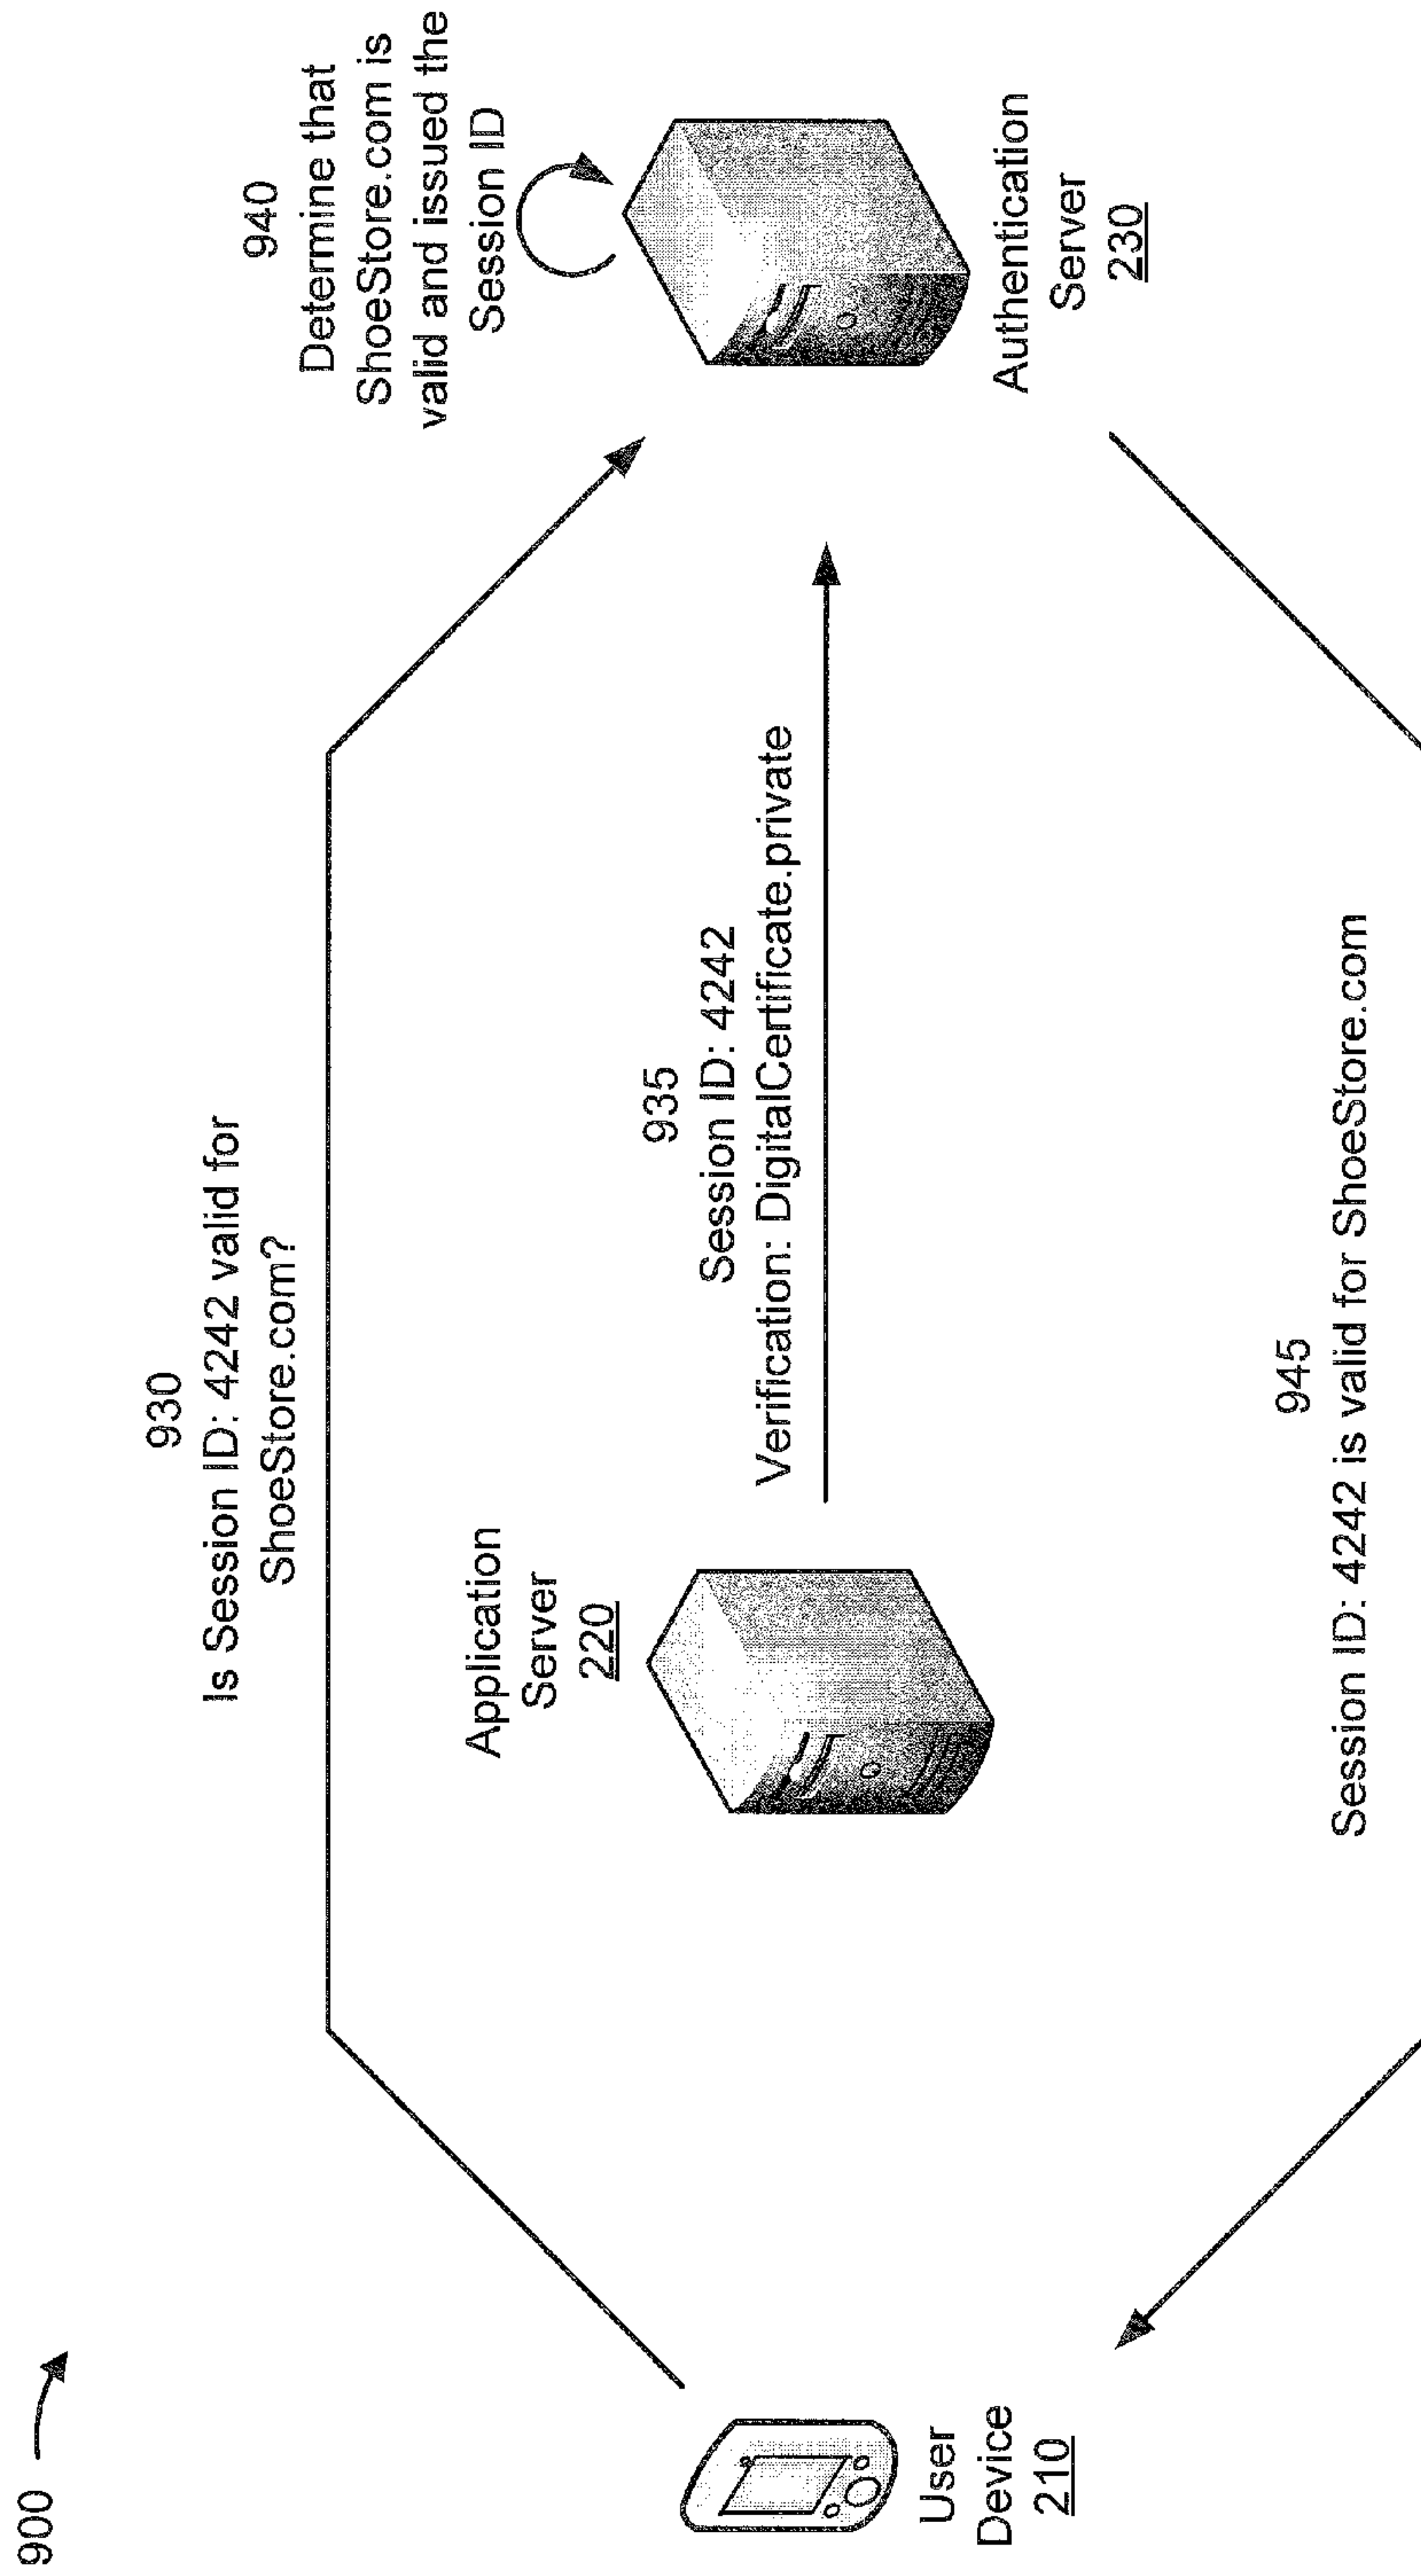 900
930
Is Session ID: 4242 valid for
ShoeStore.com?
940
Determine that
ShoeStore.com is
valid and issued the
Session ID
Application
Server
220
935
Session ID: 4242
Verification: DigitalCertificate.private
User
Device
210
Authentication
Server
230
945
Session ID: 4242 is valid for ShoeStore.com